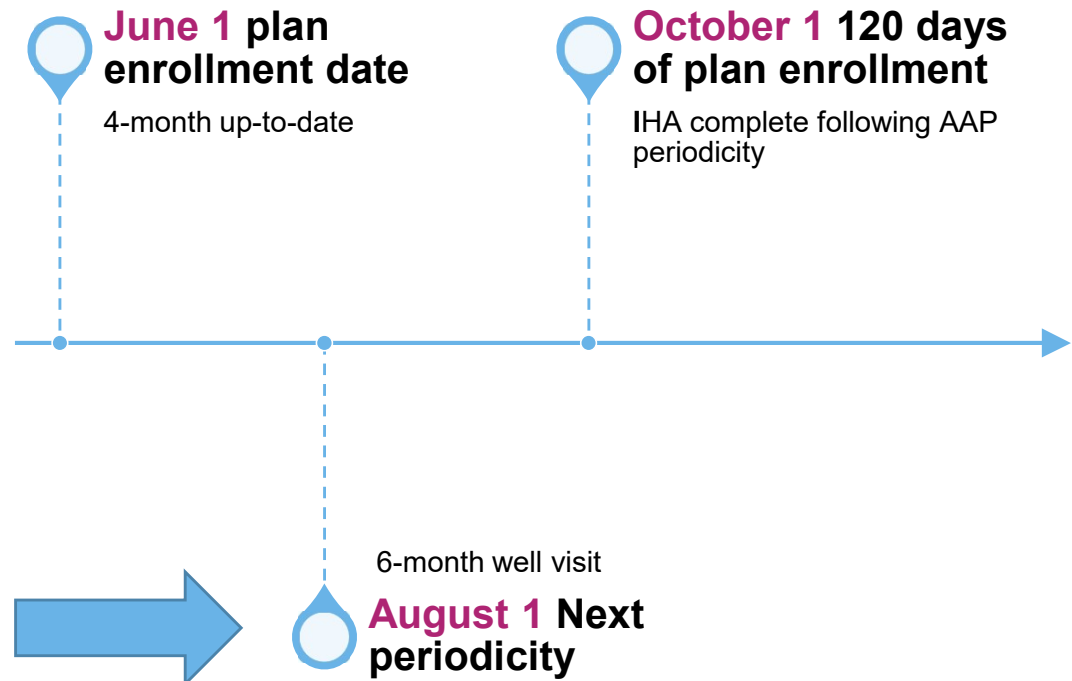 June 1 plan
enrollment date
4-month up-to-date
October 1 120 days
of plan enrollment
IHA complete following AAP
periodicity
6-month well visit
August 1 Next
periodicity